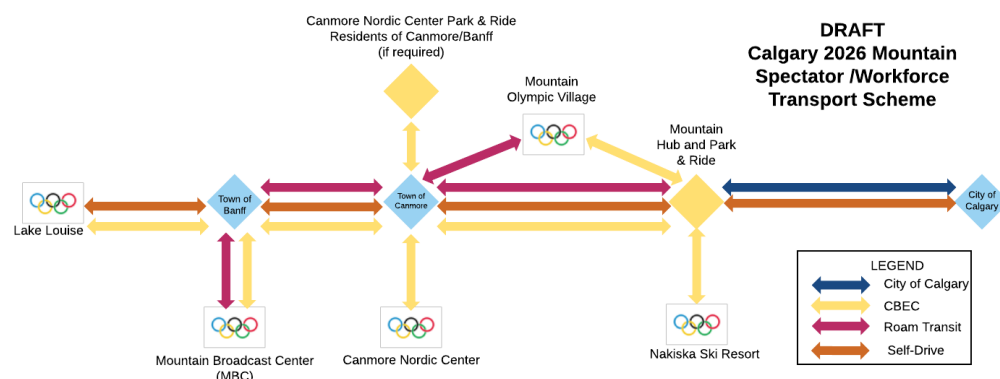 Canmore Nordic Center Park & Ride
Residents of Canmore/Banff
(if required)
DRAFT
Calgary 2026 Mountain
Spectator /Workforce
Transport Scheme
Mountain
Olympic Village
Mountain
Hub and Park
& Ride
Town of
Banff
Town of
Canmore
City of
Calgary
Lake Louise
Mountain Broadcast Center
(MBC)
Canmore Nordic Center
Nakiska Ski Resort
LEGEND
City of Calgary
CBEC
Roam Transit
Self-Drive